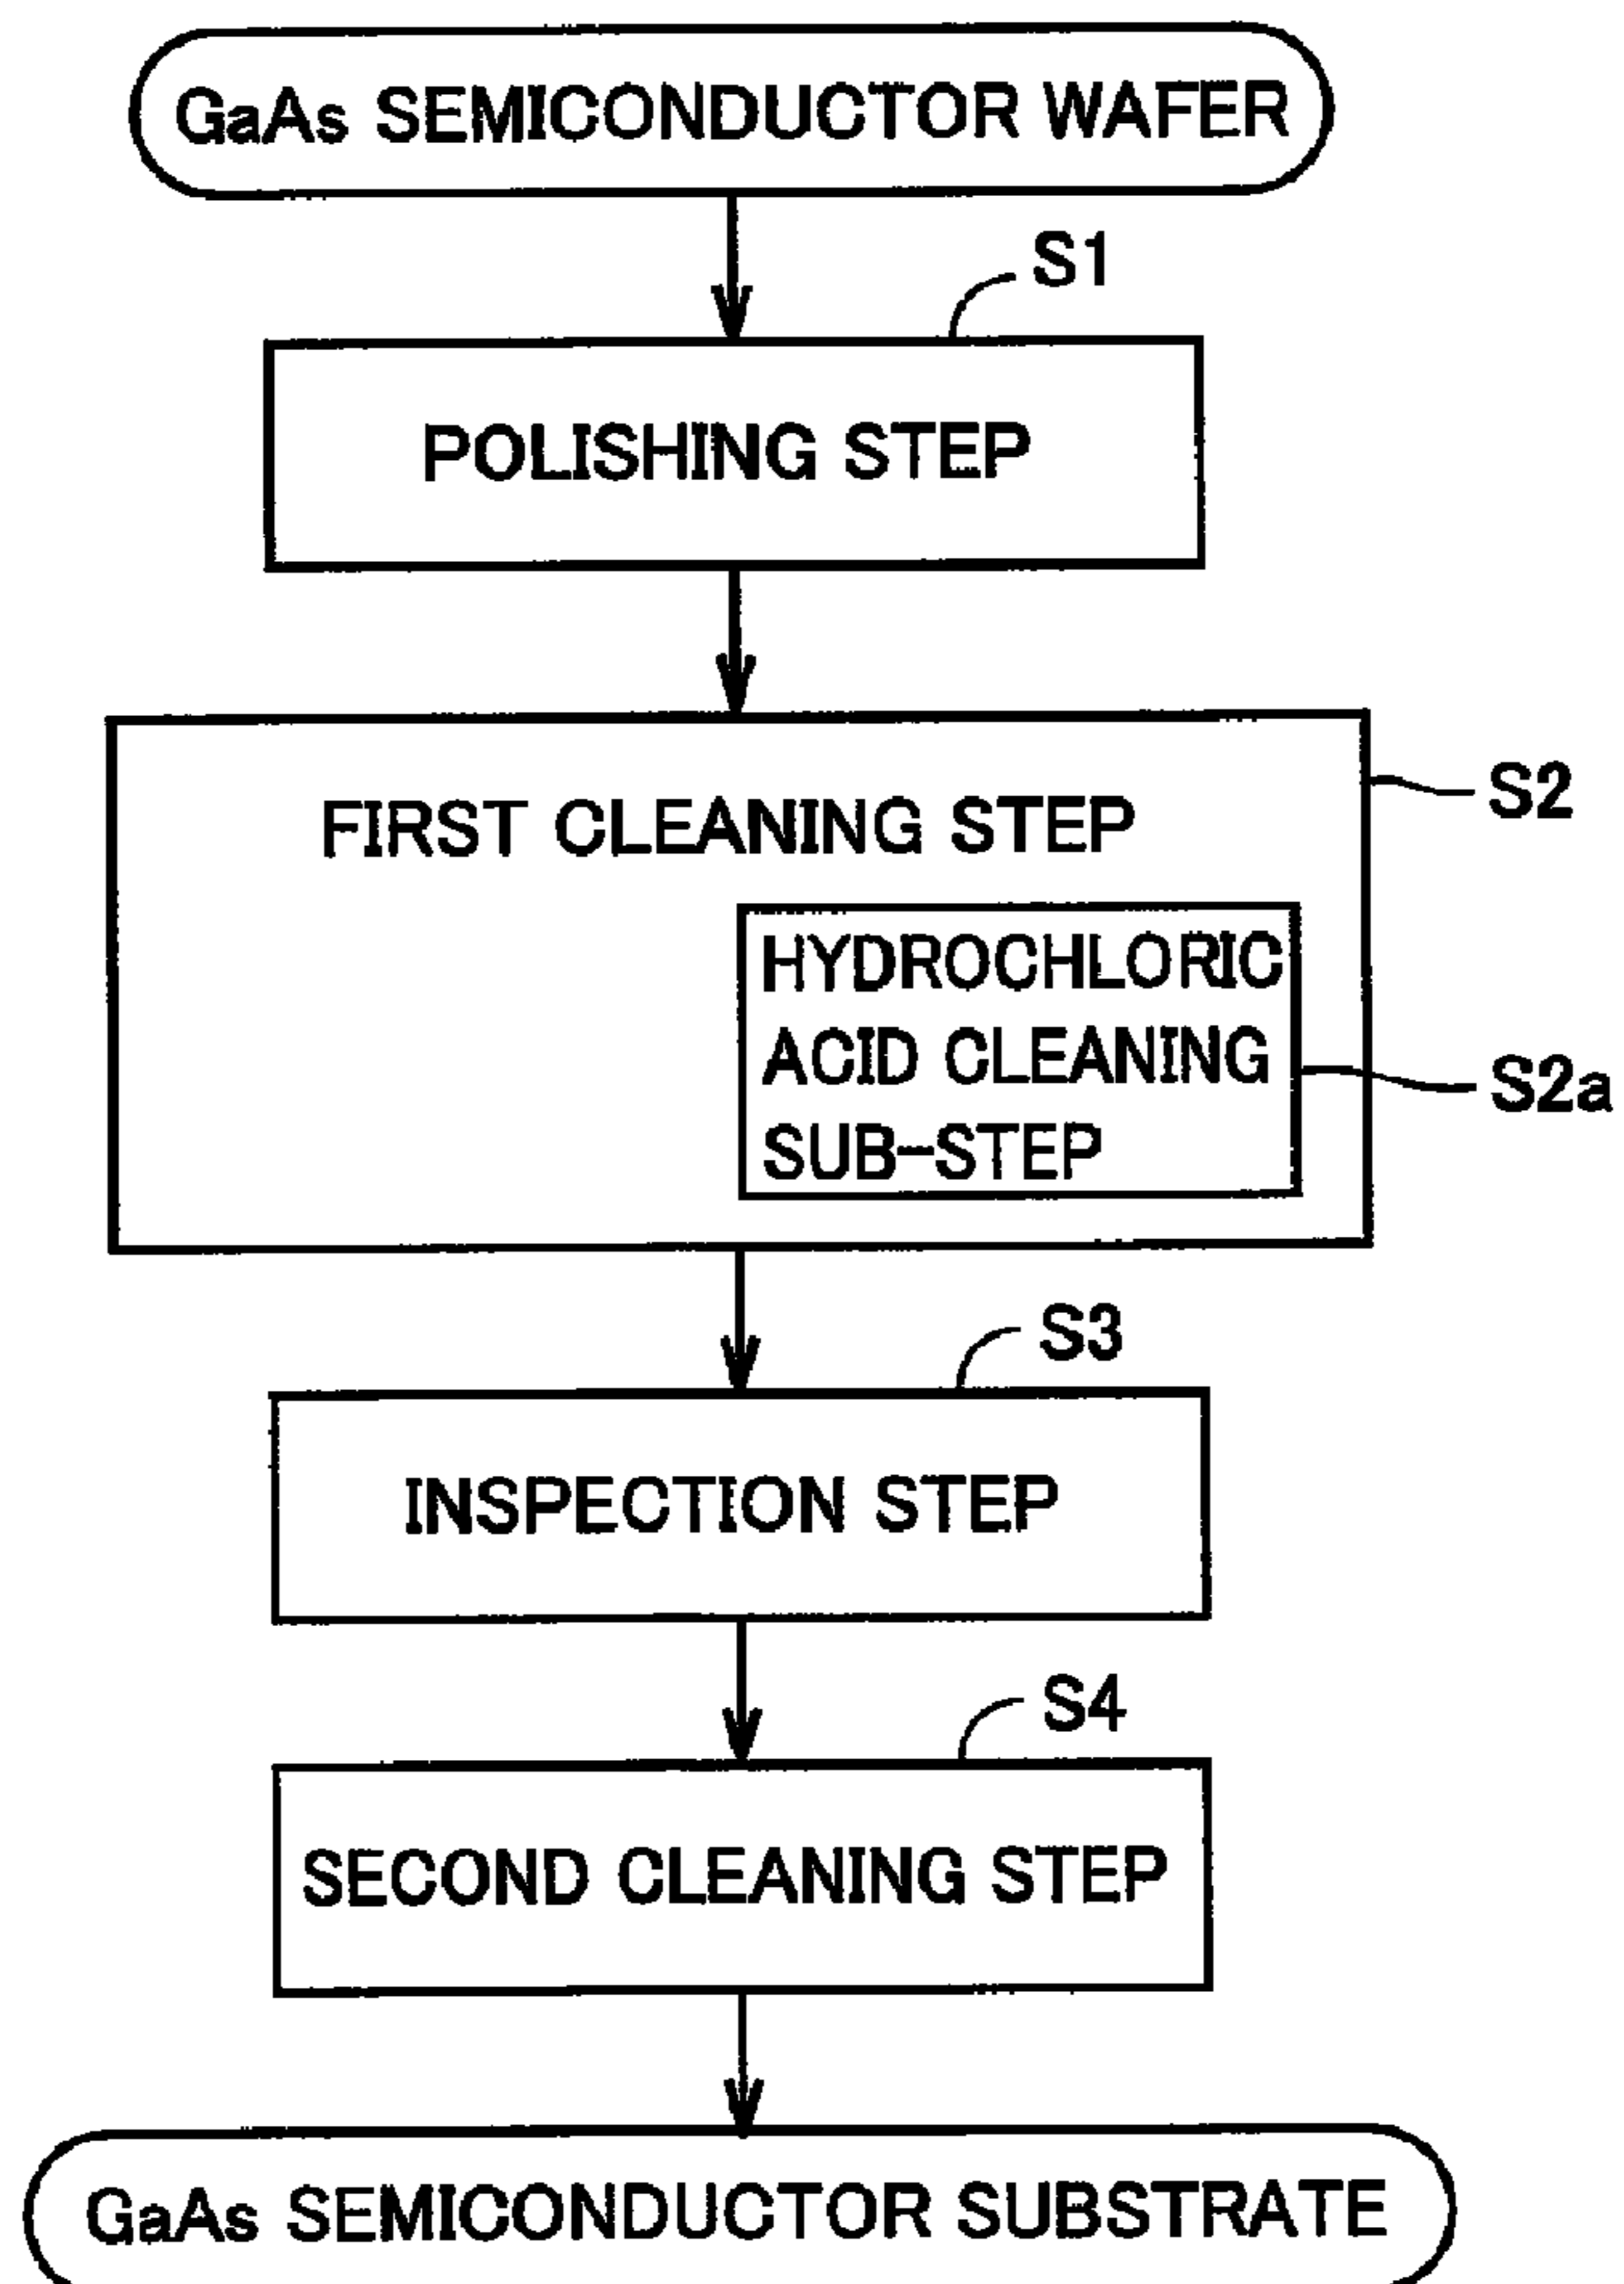 GaAs SEMICONDUCTOR WAFER
S1
POLISHING STEP
S2
FIRST CLEANING STEP
HYDROCHLORIC
ACID CLEANING
SUB-STEP
S2a
S3
INSPECTION STEP
S4
SECOND CLEANING STEP
GaAs SEMICONDUCTOR SUBSTRATE